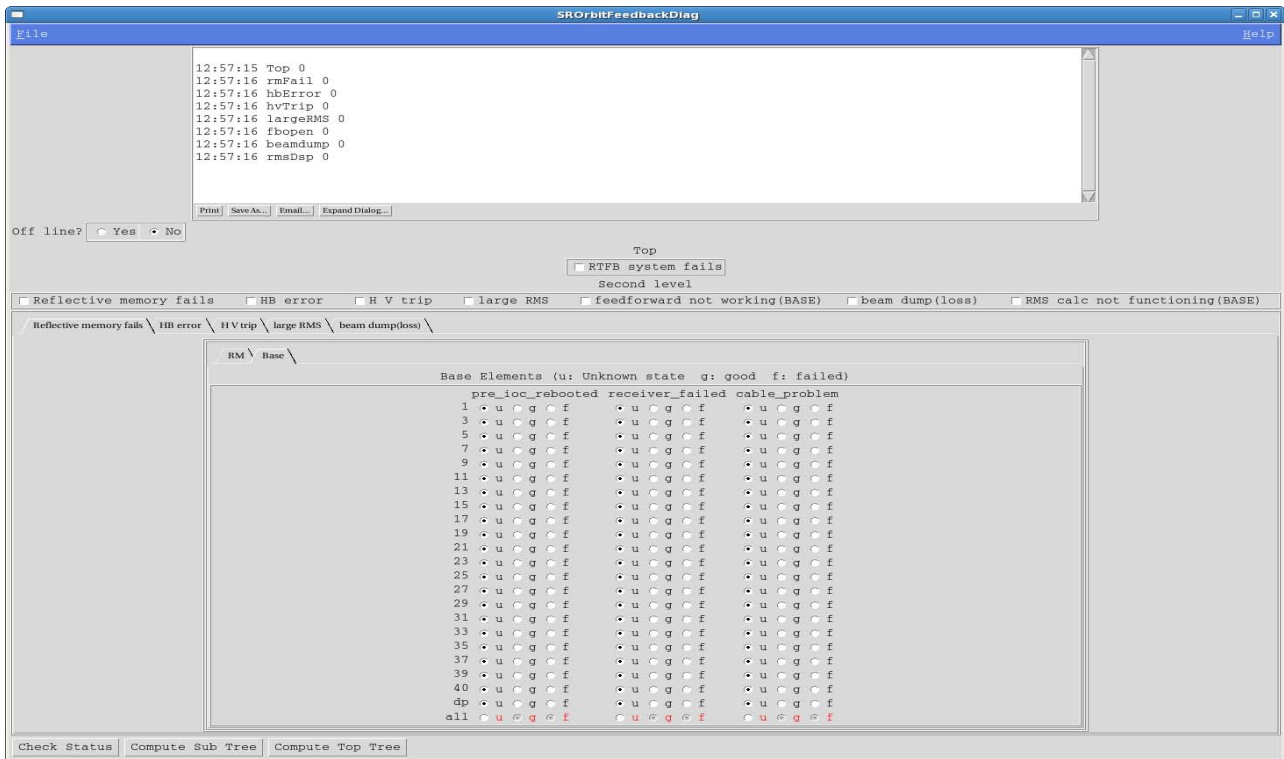 SROrbitFeedbackDiag
File Help
12:57:15 Top 0
12:57:16 rmFail 0
12:57:16 hbError 0
12:57:16 hvTrip 0
12:57:16 largeRMS 0
12:57:16 fbopen 0
12:57:16 beamdump 0
12:57:16 rmsDsp 0
Print Save As... Email... Expand Dialog...
Off line? Yes No
Top
RTFB system fails
Second level
Reflective memory fails HB error H V trip large RMS feedforward not working(BASE) beam dump(loss) RMS calc not functioning(BASE)
Reflective memory fails HB error H V trip large RMS beam dump(loss)
RM Base
Base Elements (u: Unknown state g: good f: failed)
pre_ioc_rebooted receiver_failed cable_problem
1 u g f u g f u g f
3 u g f u g f u g f
5 u g f u g f u g f
7 u g f u g f u g f
9 u g f u g f u g f
11 u g f u g f u g f
13 u g f u g f u g f
15 u g f u g f u g f
17 u g f u g f u g f
19 u g f u g f u g f
21 u g f u g f u g f
23 u g f u g f u g f
25 u g f u g f u g f
27 u g f u g f u g f
29 u g f u g f u g f
31 u g f u g f u g f
33 u g f u g f u g f
35 u g f u g f u g f
37 u g f u g f u g f
39 u g f u g f u g f
40 u g f u g f u g f
dp u g f u g f u g f
all u g f u g f u g f
Check Status Compute Sub Tree Compute Top Tree